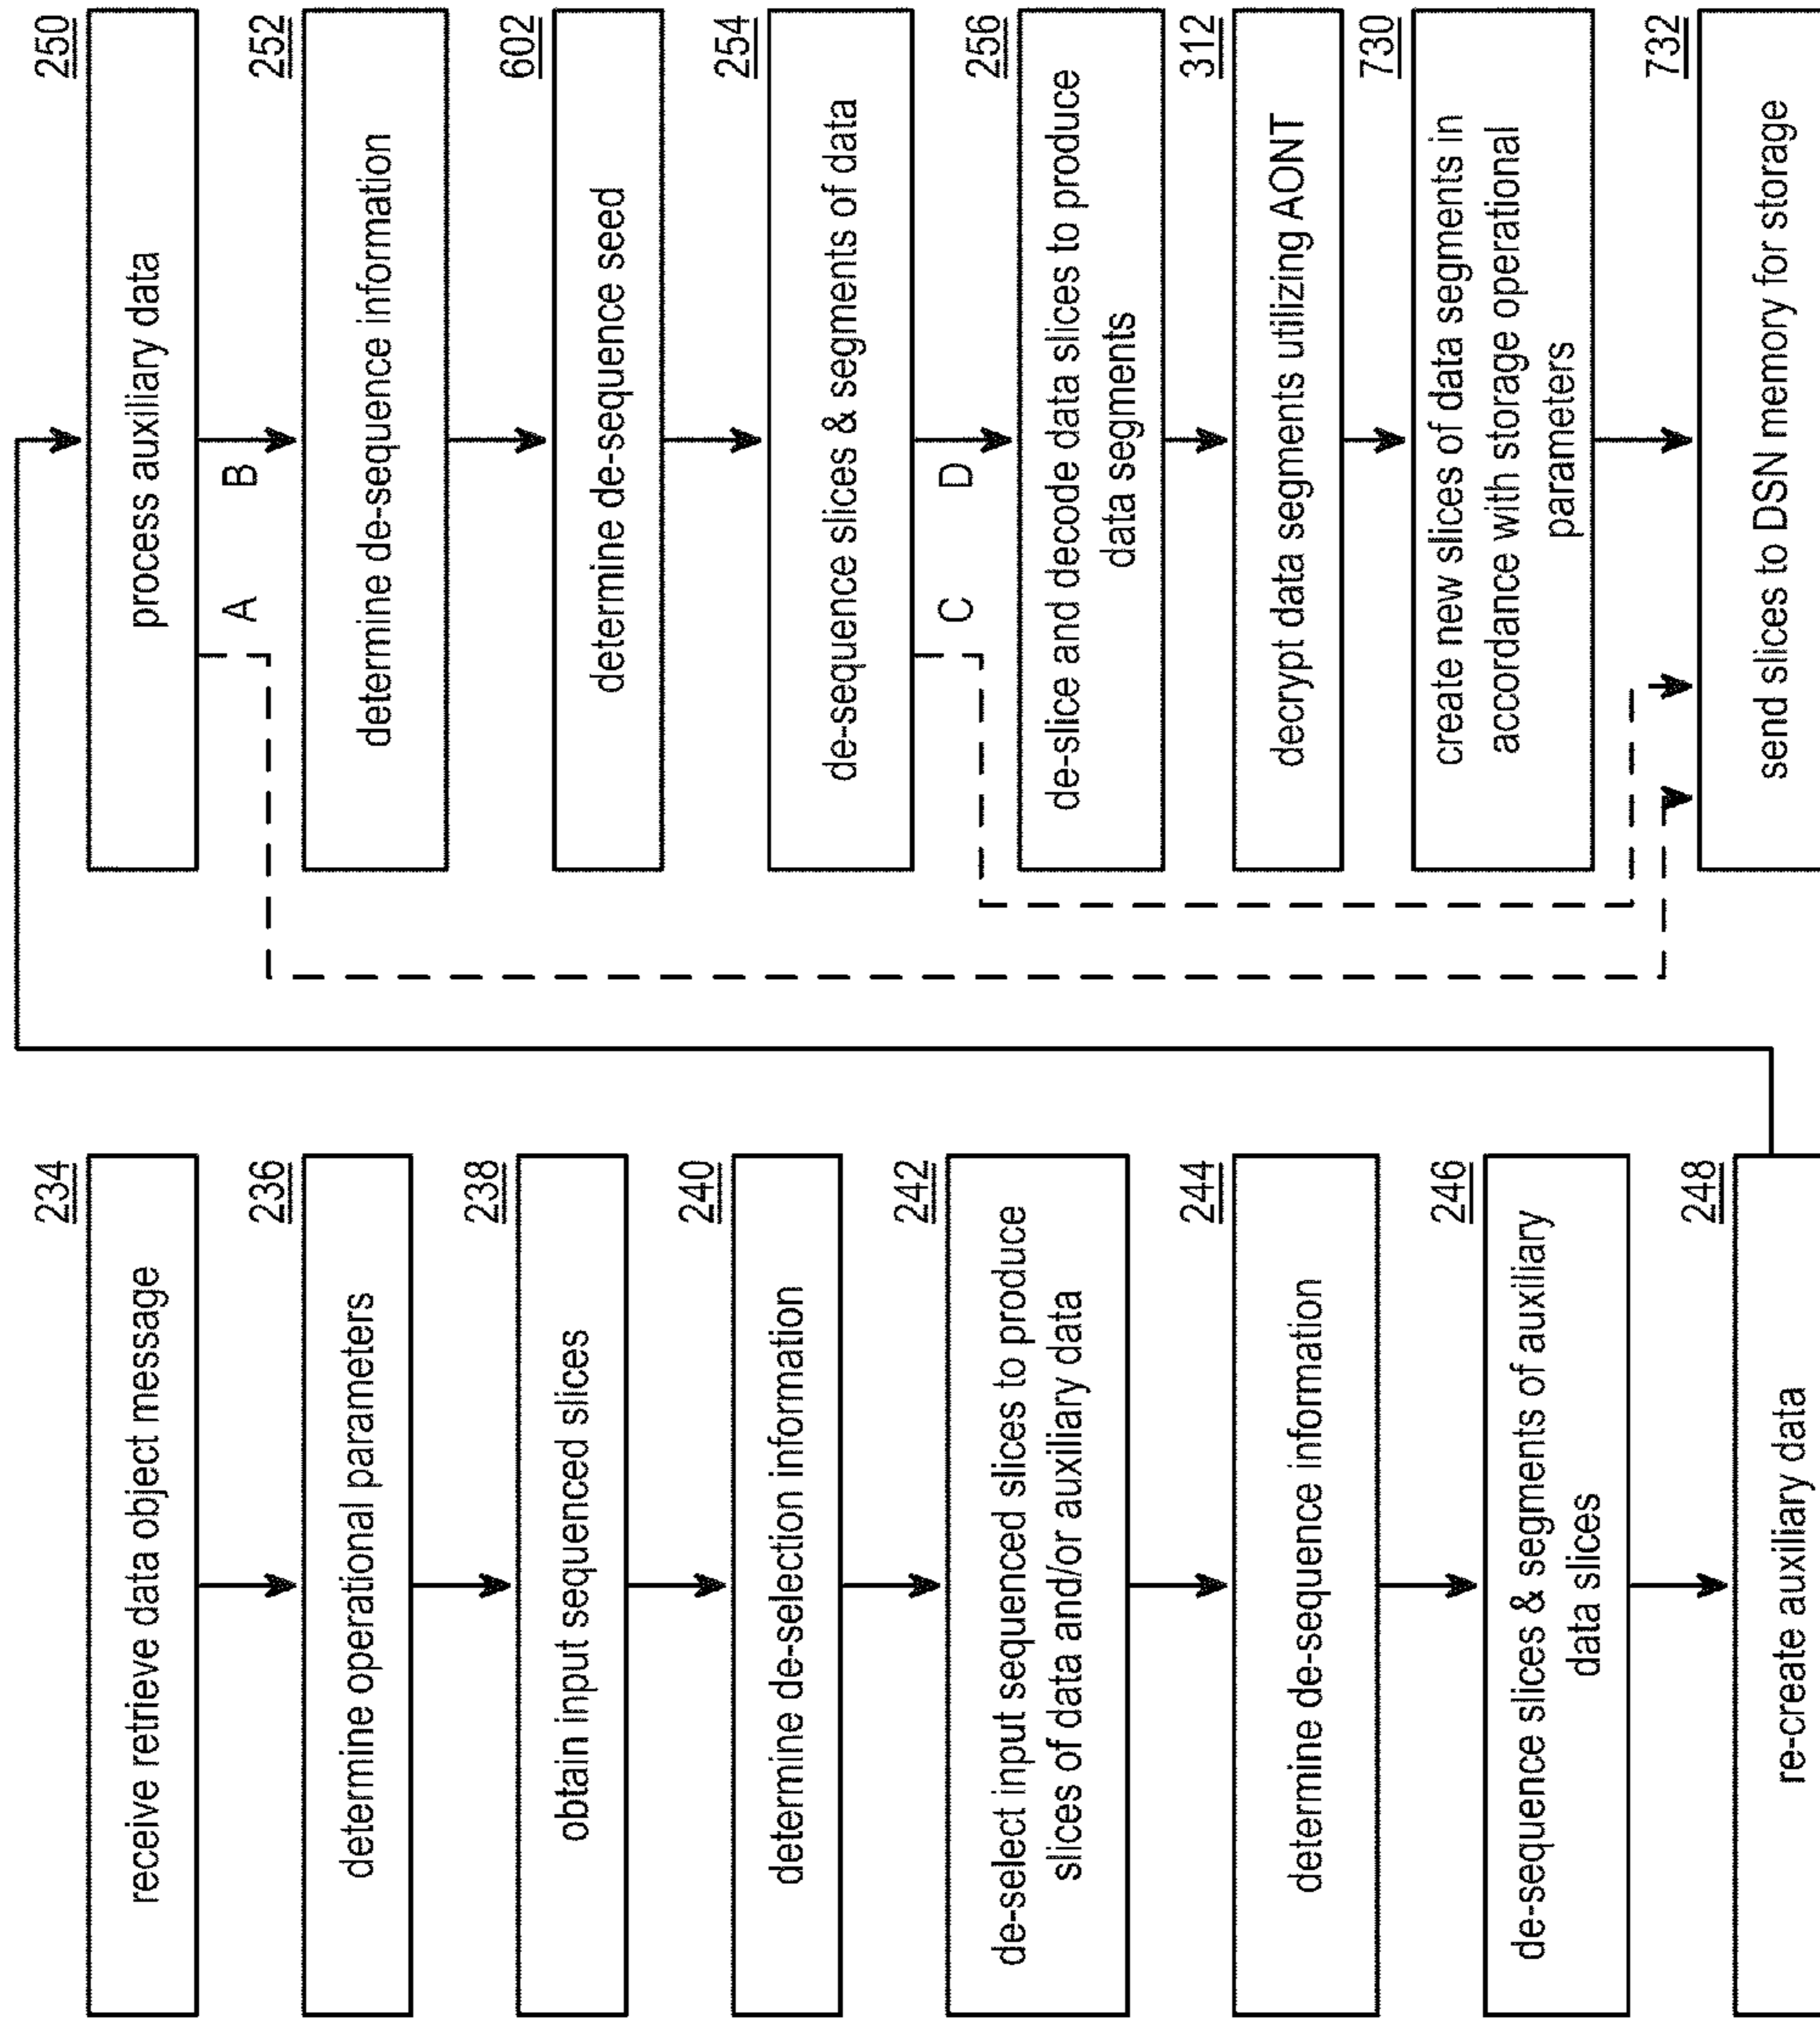 234
receive retrieve data object message
236
determine operational parameters
238
obtain input sequenced slices
240
determine de-selection information
242
de-select input sequenced slices to produce
slices of data and/or auxiliary data
244
determine de-sequence information
246
de-sequence slices & segments of auxiliary
data slices
248
re-create auxiliary data
250
process auxiliary data
A
B
252
determine de-sequence information
602
determine de-sequence seed
254
de-sequence slices & segments of data
C
D
256
de-slice and decode data slices to produce
data segments
312
decrypt data segments utilizing AONT
730
create new slices of data segments in
accordance with storage operational
parameters
732
send slices to DSN memory for storage